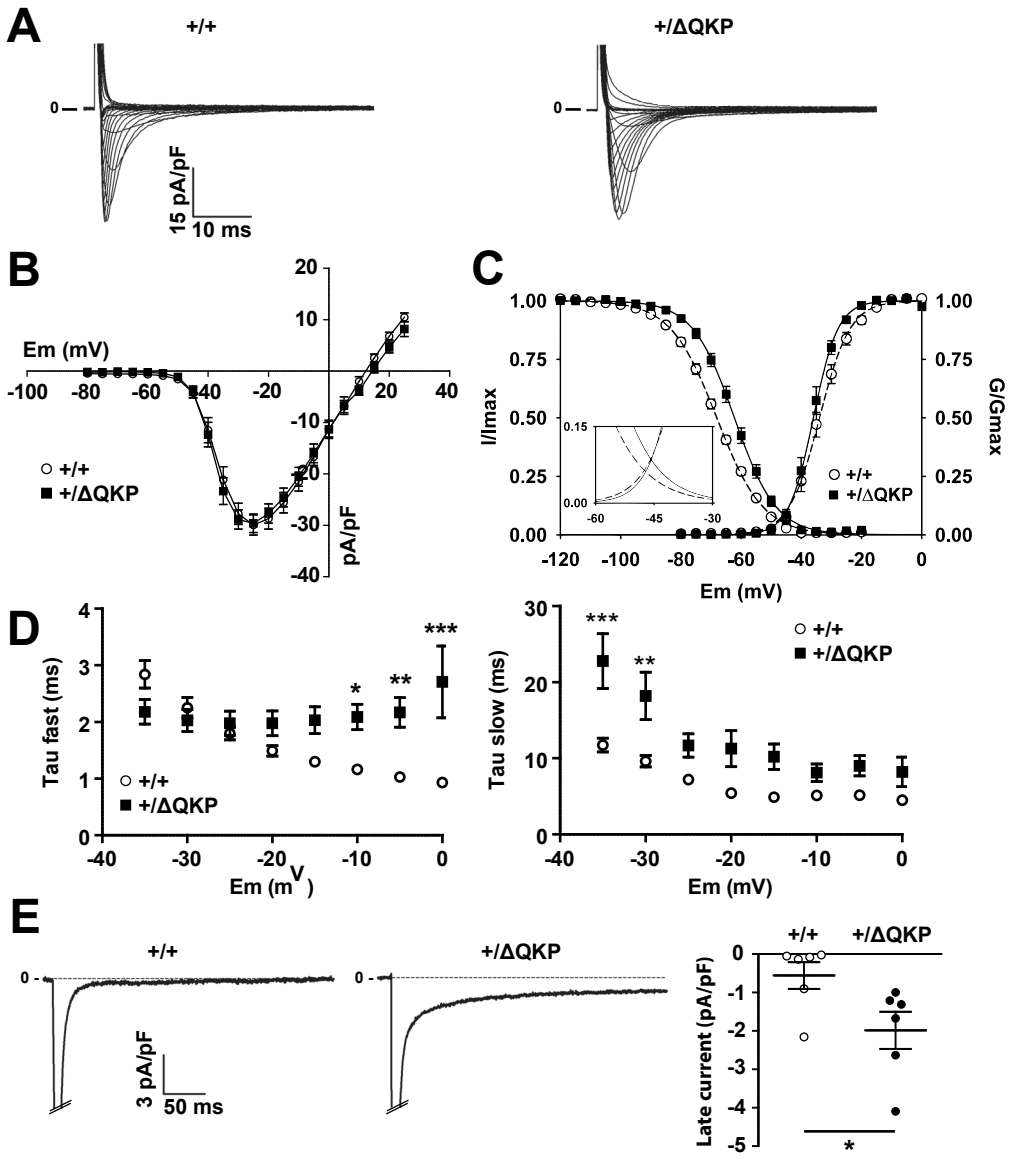 A
+/+
+/ΔQKP
0
0
15 pA/pF
10 ms
B
20
10
Em (mV)
-100 -80 -60 -40 -20 20 40
-10
-20
-30
-40
pA/pF
+/+
+/ΔQKP
C
1.00
0.75
0.50
0.25
0.00
I/Imax
1.00
0.75
0.50
0.25
0.00
G/Gmax
0.15
0.00
-60 -45 -30
+/+
+/ΔQKP
-120 -100 -80 -60 -40 -20 0
Em (mV)
D
4
3
2
1
0
Tau fast (ms)
* ** ***
+/+
+/ΔQKP
-40 -30 -20 -10 0
Em (mV)
30
20
10
0
Tau slow (ms)
*** **
+/+
+/ΔQKP
-40 -30 -20 -10 0
Em (mV)
E
+/+
+/ΔQKP
0 -
0 -
3 pA/pF
50 ms
+/+ +/ΔQKP
0
-1
-2
-3
-4
-5
Late current (pA/pF)
*